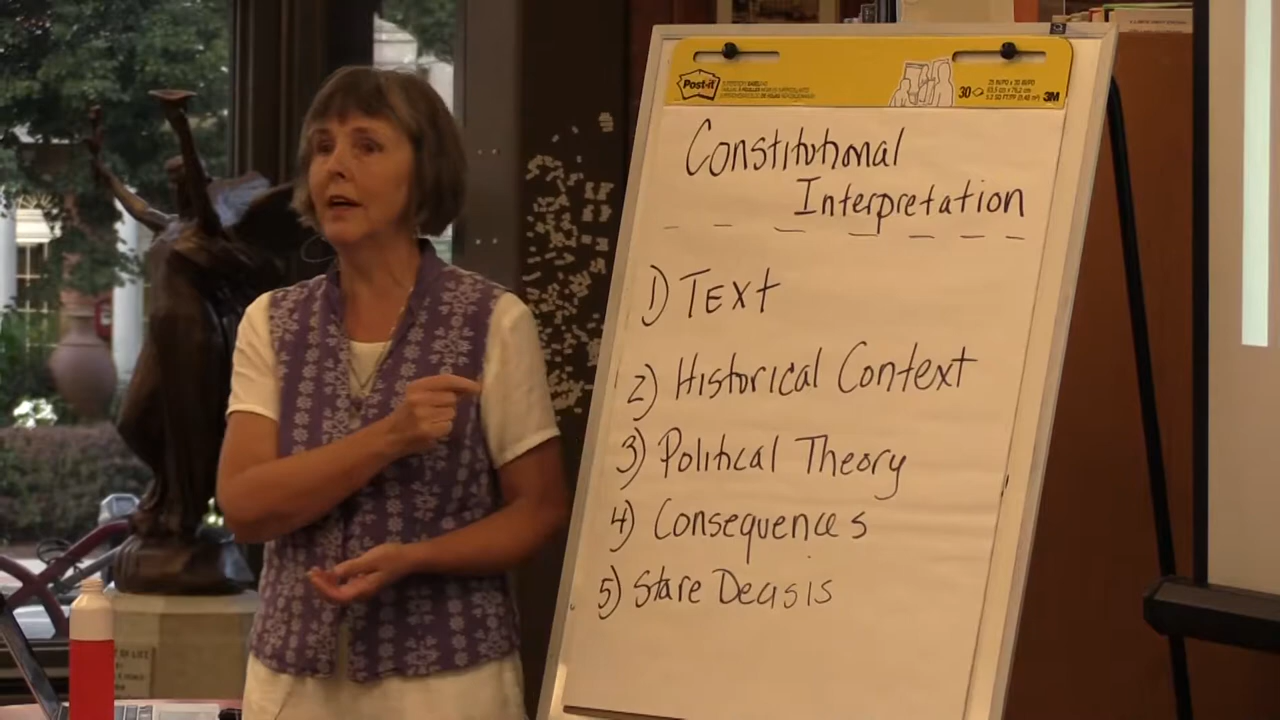 Post-it
30
3M
Constitutional
Interpretation
1) Text
2) Historical Context
3) Political Theory
4) Consequences
5) Stare Decisis